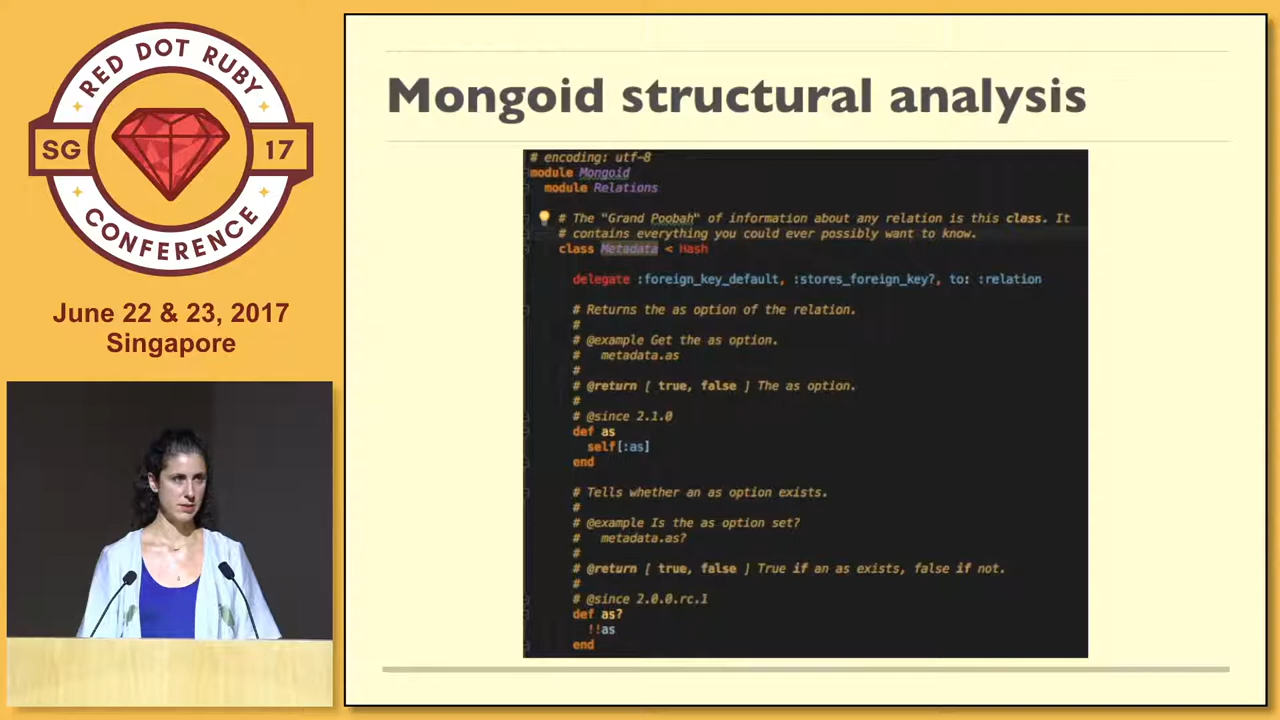 RED DOT RUBY
SG 17
CONFERENCE
June 22 & 23, 2017
Singapore
Mongoid structural analysis
# encoding: utf-8
module Mongoid
module Relations
# The "Grand Poobah" of information about any relation is this class. It
# contains everything you could ever possibly want to know.
class Metadata < Hash
delegate :foreign_key_default, :stores_foreign_key?, to: :relation
# Returns the as option of the relation.
#
# @example Get the as option.
# metadata.as
#
# @return [ true, false ] The as option.
#
# @since 2.1.0
def as
self[:as]
end
# Tells whether an as option exists.
#
# @example Is the as option set?
# metadata.as?
#
# @return [ true, false ] True if an as exists, false if not.
#
# @since 2.0.0.rc.1
def as?
!!as
end